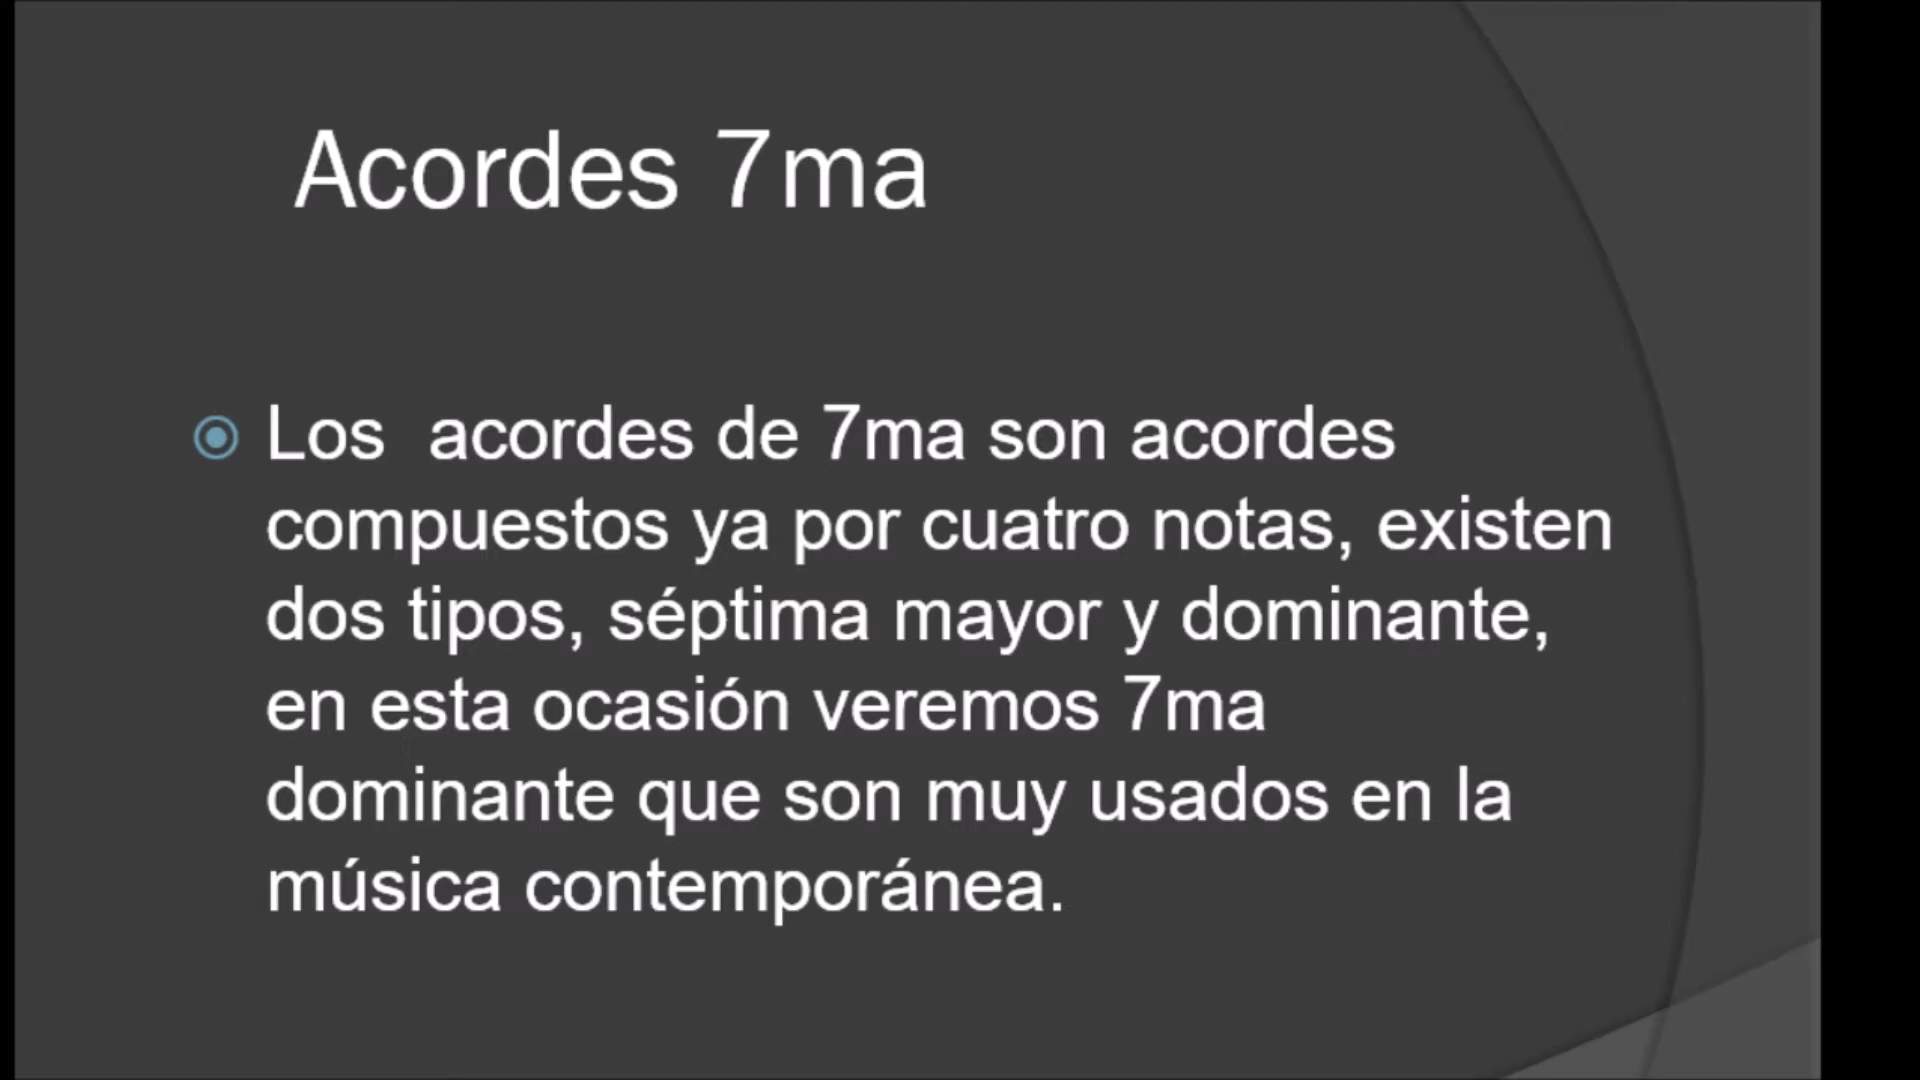 Acordes 7ma
Los  acordes de 7ma son acordes
compuestos ya por cuatro notas, existen
dos tipos, séptima mayor y dominante,
en esta ocasión veremos 7ma
dominante que son muy usados en la
música contemporánea.